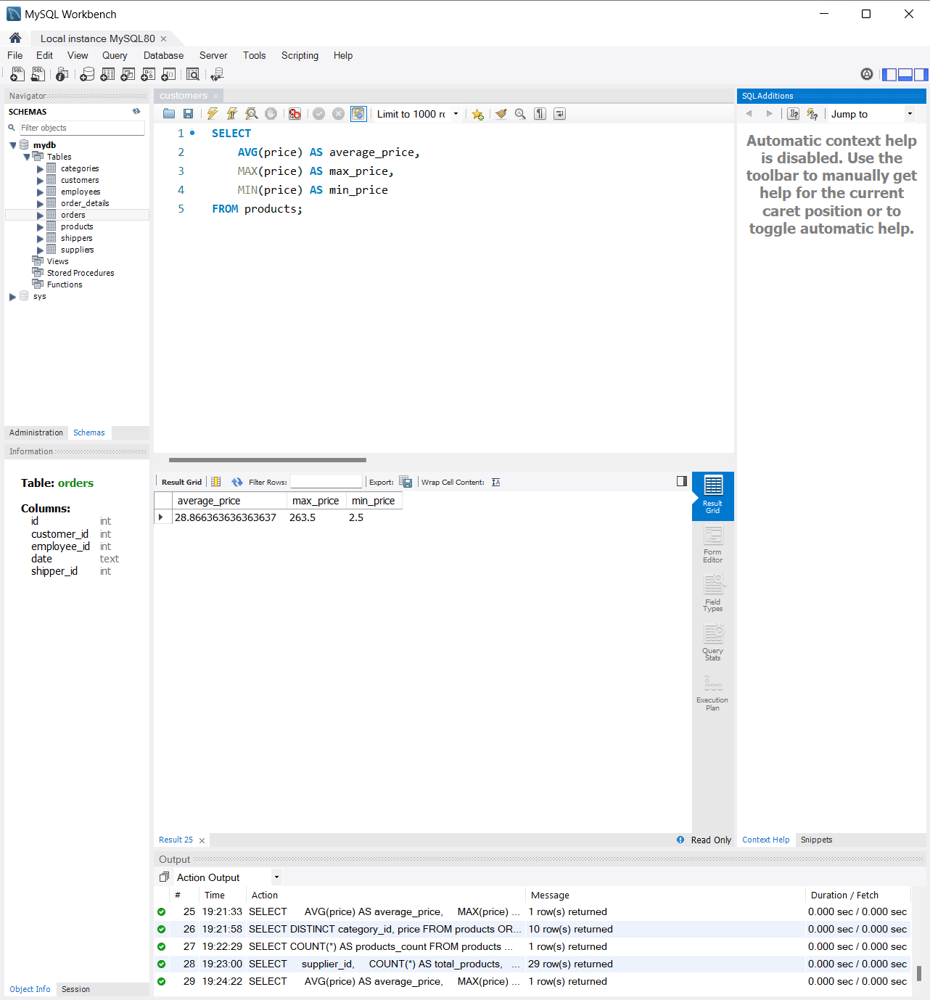 MySQL Workbench
Local instance MySQL80
File Edit View Query Database Server Tools Scripting Help
Navigator
SCHEMAS
Filter objects
mydb
Tables
categories
customers
employees
order_details
orders
products
shippers
suppliers
Views
Stored Procedures
Functions
sys
Administration Schemas
Information
Table: orders
Columns:
id int
customer_id int
employee_id int
date text
shipper_id int
Object Info Session
customers
Limit to 1000 r
1 SELECT
2 AVG(price) AS average_price,
3 MAX(price) AS max_price,
4 MIN(price) AS min_price
5 FROM products;
Result Grid Filter Rows: Export: Wrap Cell Content:
average_price max_price min_price
28.866363636363637 263.5 2.5
Result
Grid
Form
Editor
Field
Types
Query
Stats
Execution
Plan
Result 25 Read Only
SQLAdditions
Jump to
Automatic context help
is disabled. Use the
toolbar to manually get
help for the current
caret position or to
toggle automatic help.
Context Help Snippets
Output
Action Output
# Time Action Message Duration / Fetch
25 19:21:33 SELECT AVG(price) AS average_price, MAX(price) ... 1 row(s) returned 0.000 sec / 0.000 sec
26 19:21:58 SELECT DISTINCT category_id, price FROM products OR... 10 row(s) returned 0.000 sec / 0.000 sec
27 19:22:29 SELECT COUNT(*) AS products_count FROM products ... 1 row(s) returned 0.000 sec / 0.000 sec
28 19:23:00 SELECT supplier_id, COUNT(*) AS total_products, ... 29 row(s) returned 0.000 sec / 0.000 sec
29 19:24:22 SELECT AVG(price) AS average_price, MAX(price) ... 1 row(s) returned 0.000 sec / 0.000 sec